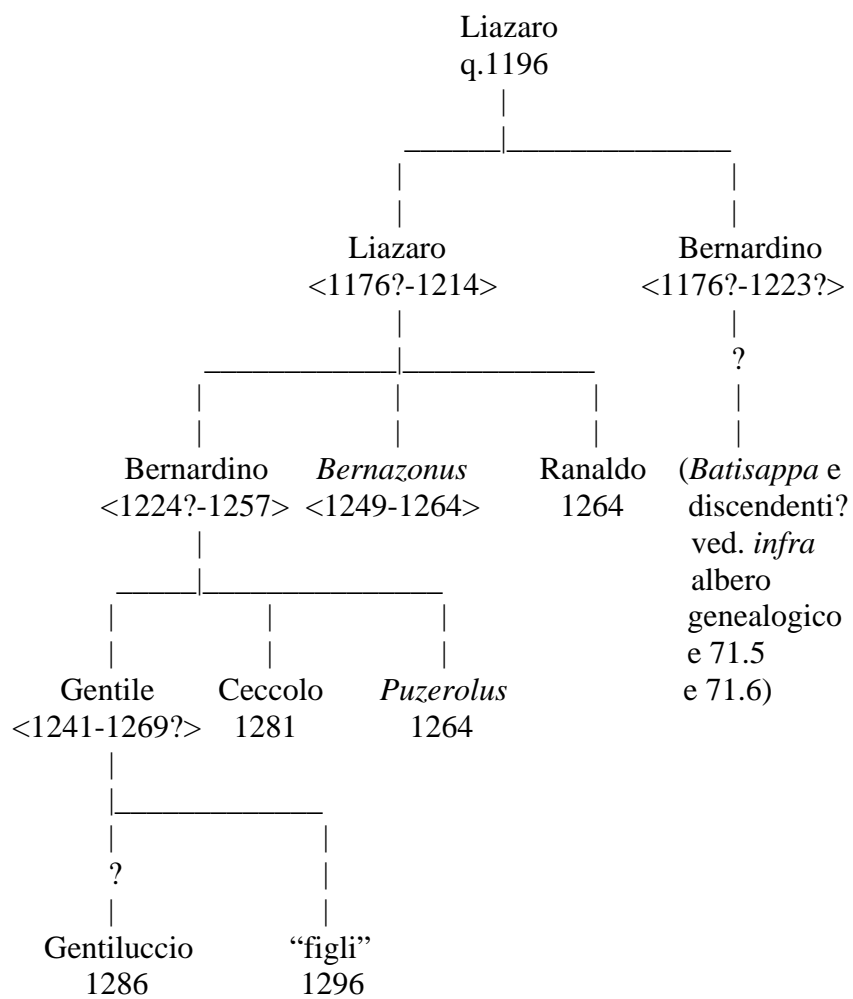 Liazaro
q.1196
Liazaro Bernardino
<1176?-1214> <1176?-1223?>
?
Bernardino Bernazonus Ranaldo (Batisappa e
<1224?-1257> <1249-1264> 1264 discendenti?
ved. infra
albero
genealogico
e 71.5
Gentile Ceccolo Puzerolus e 71.6)
<1241-1269?> 1281 1264
?
Gentiluccio “figli”
1286 1296